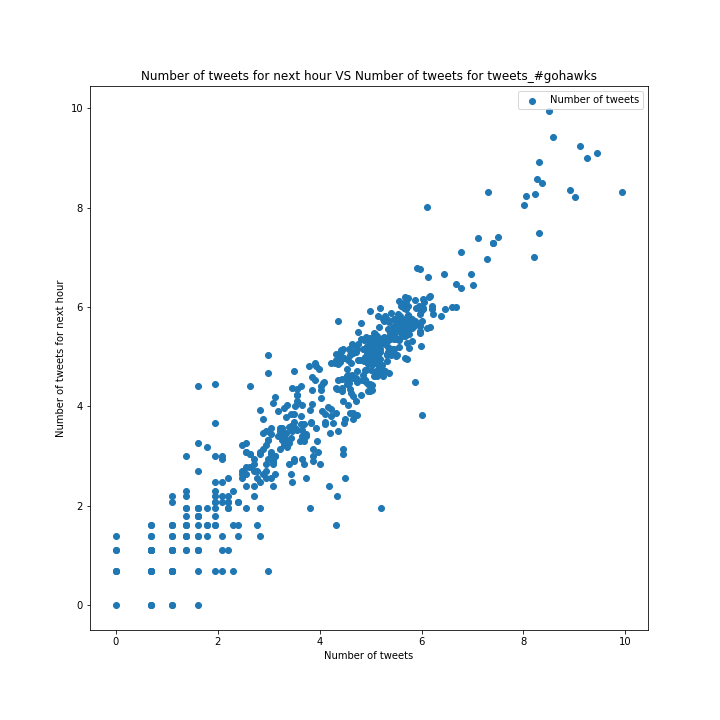 Number of tweets for next hour VS Number of tweets for tweets_#gohawks
Number of tweets
10
8
6
4
2
0
Number of tweets for next hour
0 2 4 6 8 10
Number of tweets